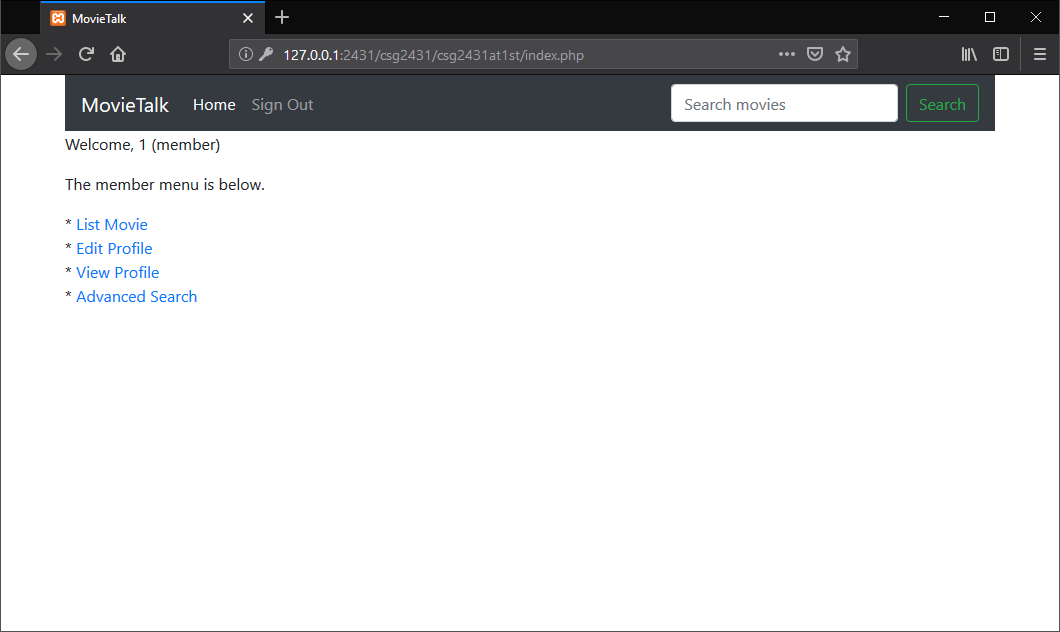 MovieTalk
127.0.0.1:2431/csg2431/csg2431at1st/index.php
MovieTalk Home Sign Out Search movies Search
Welcome, 1 (member)
The member menu is below.
* List Movie
* Edit Profile
* View Profile
* Advanced Search